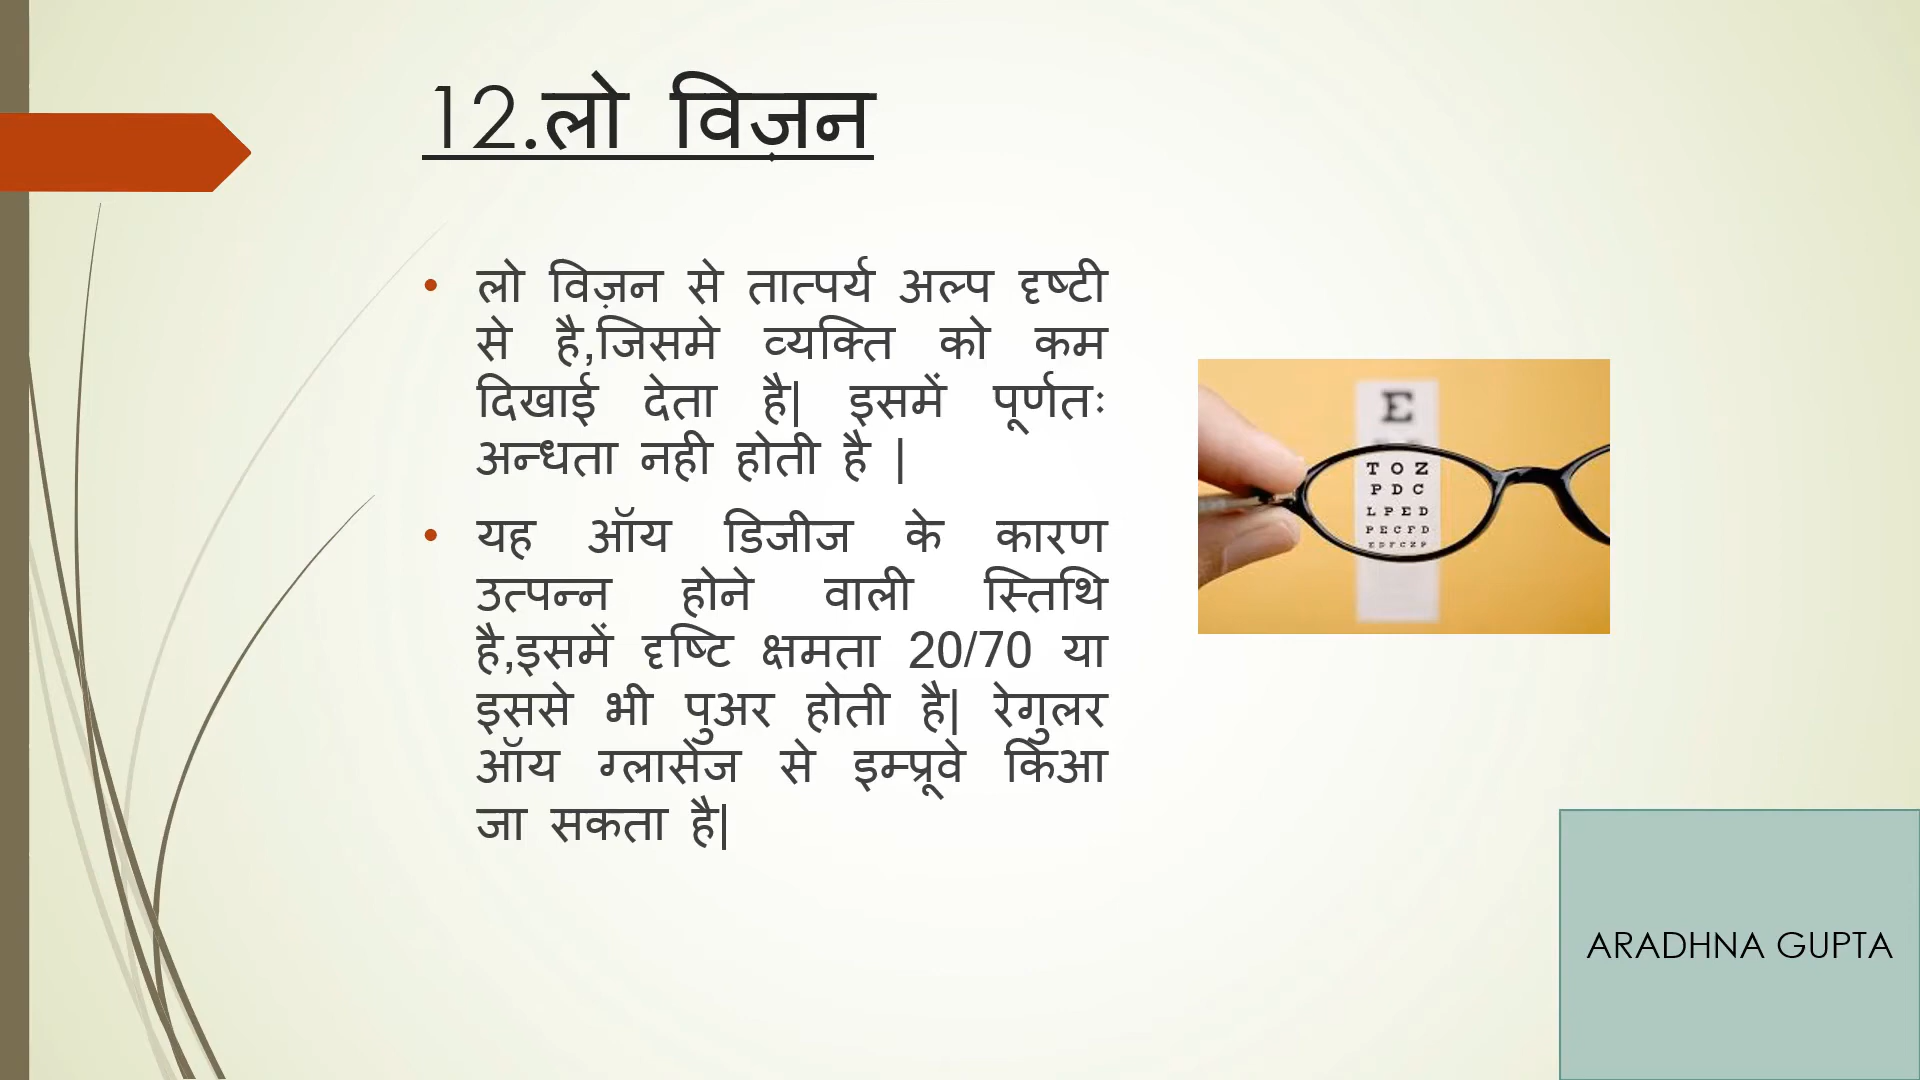 12.लो विज़न
लो विज़न से तात्पर्य अल्प दृष्टी
से है,जिसमे व्यक्ति को कम
दिखाई देता है| इसमें पूर्णतः
अन्धता नही होती है |
यह ऑय डिजीज के कारण
उत्पन्न होने वाली स्तिथि
है,इसमें दृष्टि क्षमता 20/70 या
इससे भी पुअर होती है| रेगुलर
ऑय ग्लासेज से इम्प्रूवे किआ
जा सकता है|
E
T O Z
P D C
L P E D
P E C F D
E D F C Z P
ARADHNA GUPTA